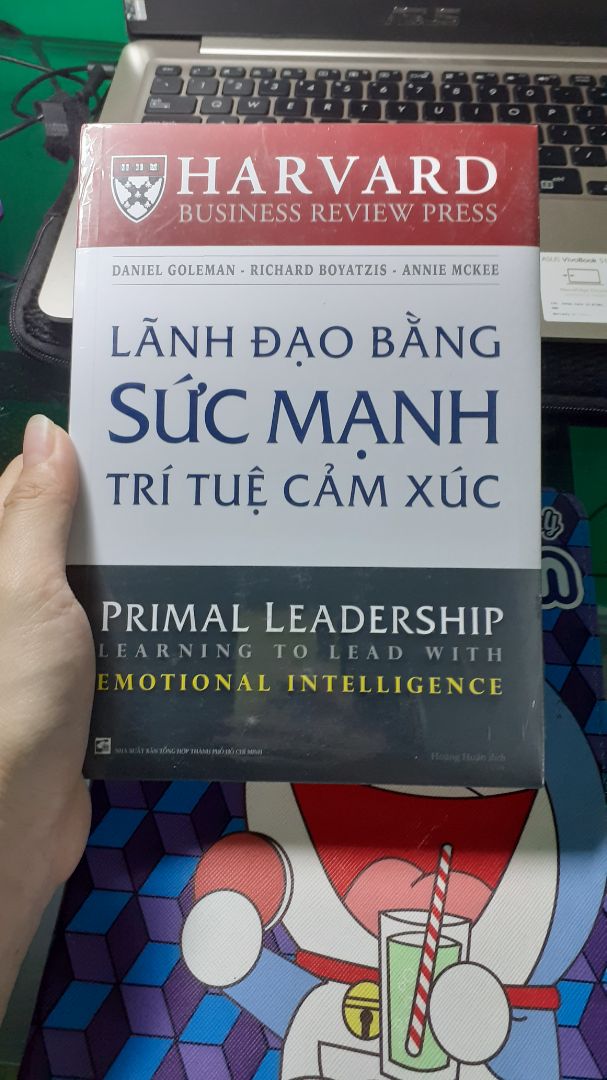 HARVARD
BUSINESS REVIEW PRESS
DANIEL GOLEMAN - RICHARD BOYATZIS - ANNIE MCKEE
LÃNH ĐẠO BẰNG
SỨC MẠNH
TRÍ TUỆ CẢM XÚC
PRIMAL LEADERSHIP
LEARNING TO LEAD WITH
EMOTIONAL INTELLIGENCE
NHÀ XUẤT BẢN TỔNG HỢP THÀNH PHỐ HỒ CHÍ MINH
Hoàng Huấn dịch
ASUS VivoBook